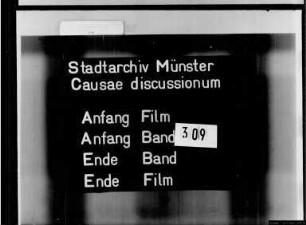 Stadtarchiv Münster
Causae discussionum
Anfang Film
Anfang Band 309
Ende Band
Ende Film